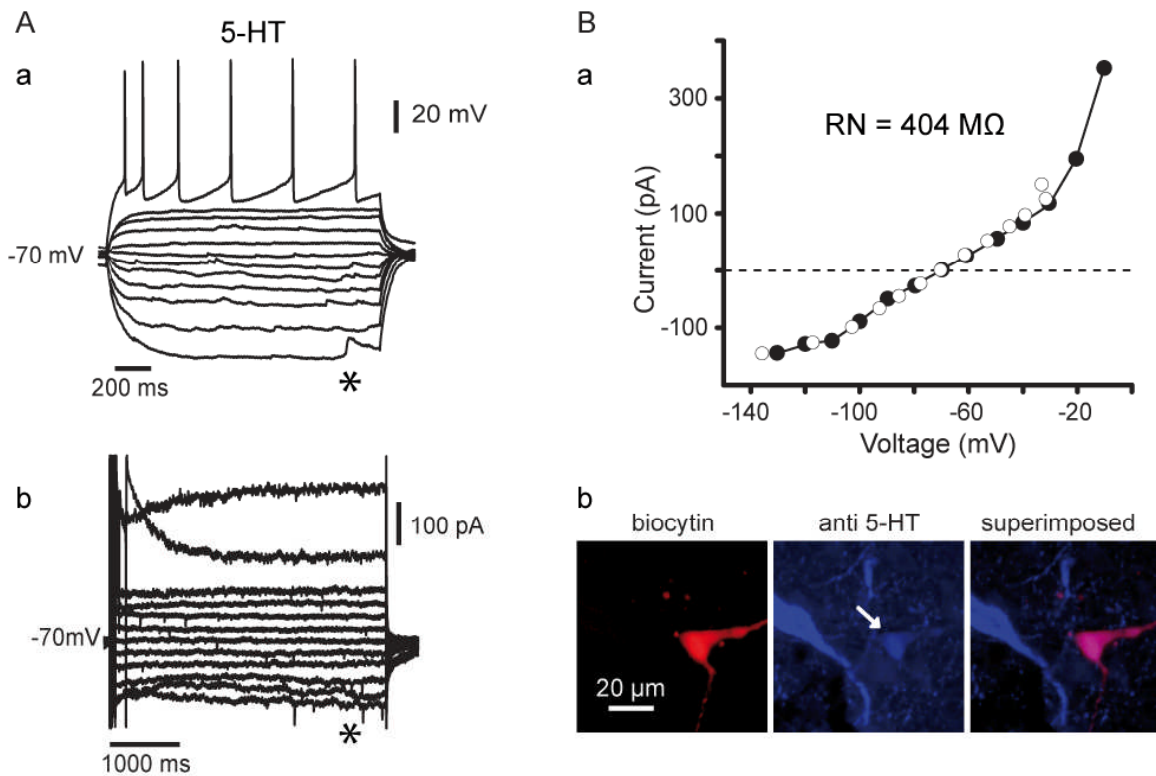 A
5-HT
a
20 mV
-70 mV
200 ms
*
b
100 pA
-70mV
1000 ms
*
B
a
RN = 404 MΩ
Current (pA)
300
100
-100
-140
-100
-60
-20
Voltage (mV)
b
biocytin
anti 5-HT
superimposed
20 µm